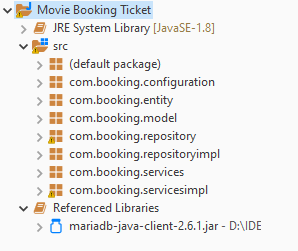 Movie Booking Ticket
JRE System Library [JavaSE-1.8]
src
(default package)
com.booking.configuration
com.booking.entity
com.booking.model
com.booking.repository
com.booking.repositoryimpl
com.booking.services
com.booking.servicesimpl
Referenced Libraries
mariadb-java-client-2.6.1.jar - D:\IDE